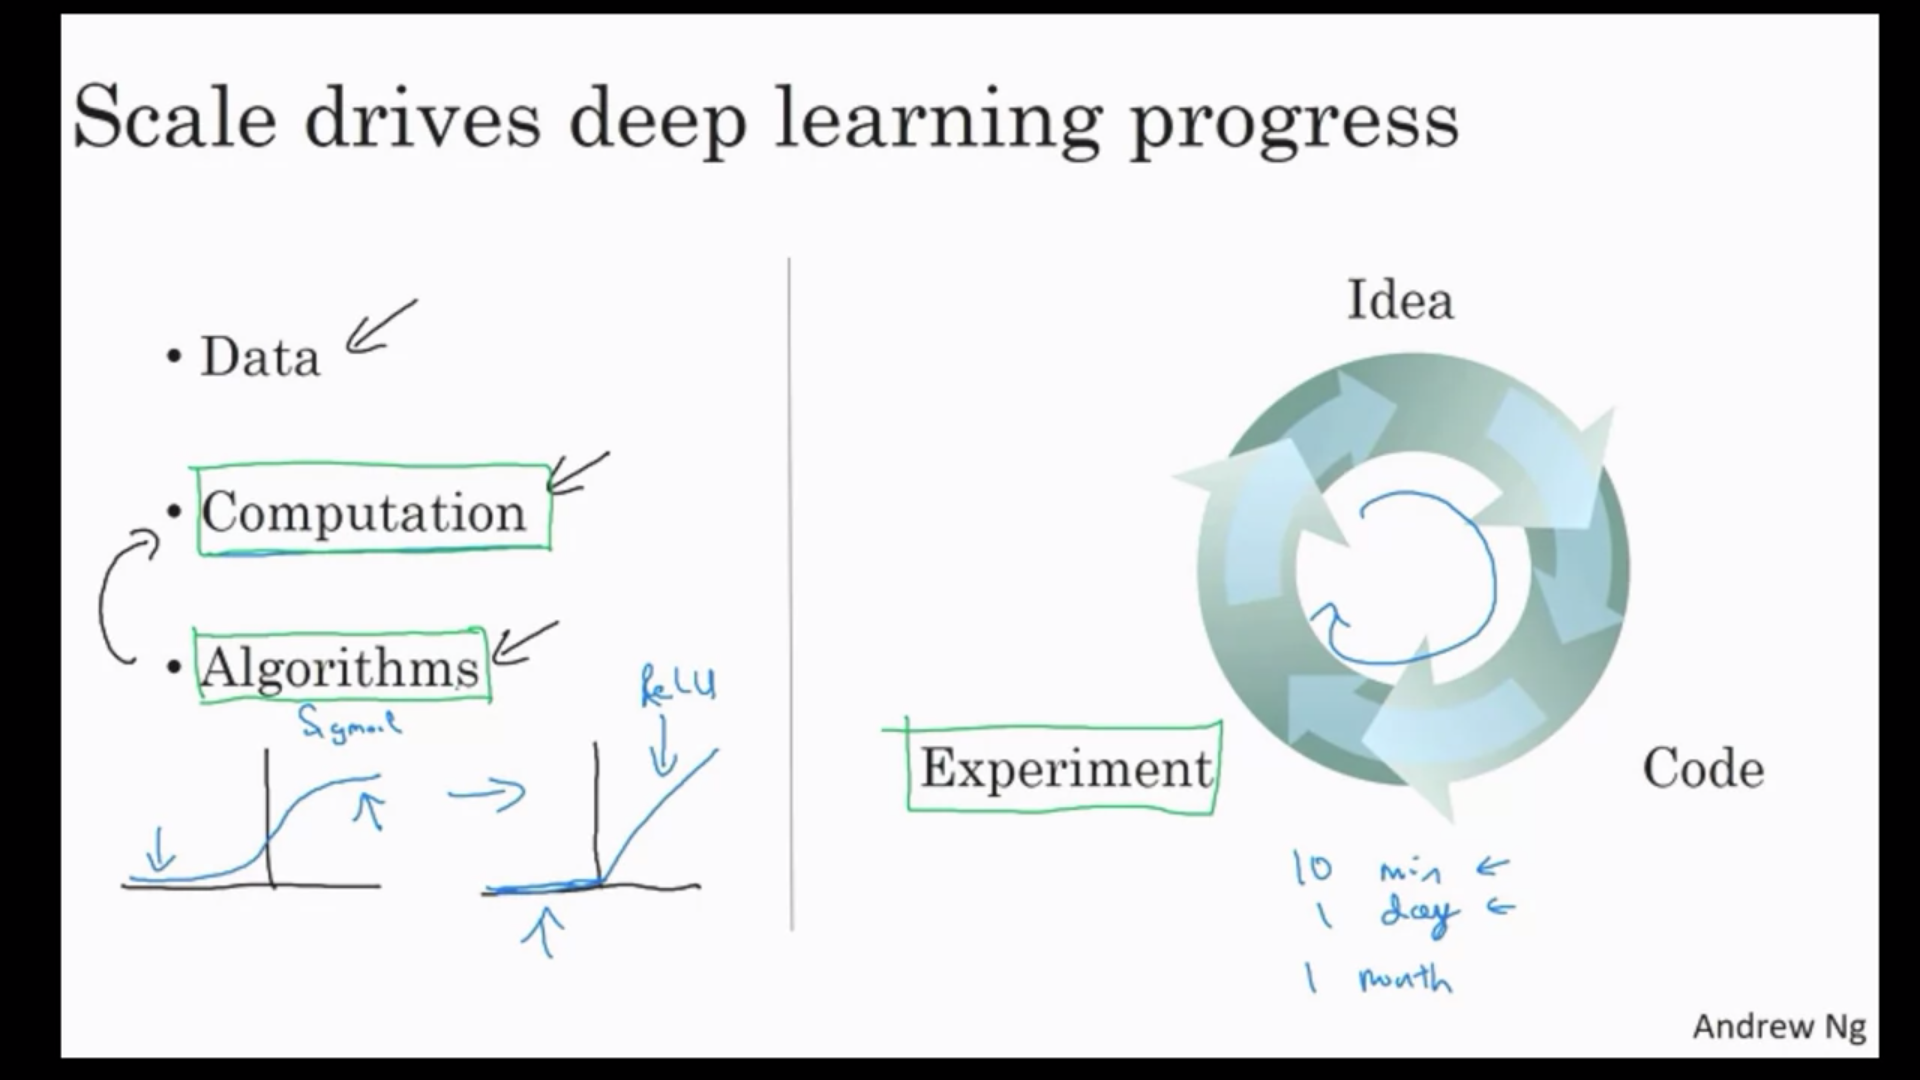 Scale drives deep learning progress
• Data
• Computation
• Algorithms
ReLU
Idea
Experiment
Code
10 min ←
1 day ←
1 month
Andrew Ng